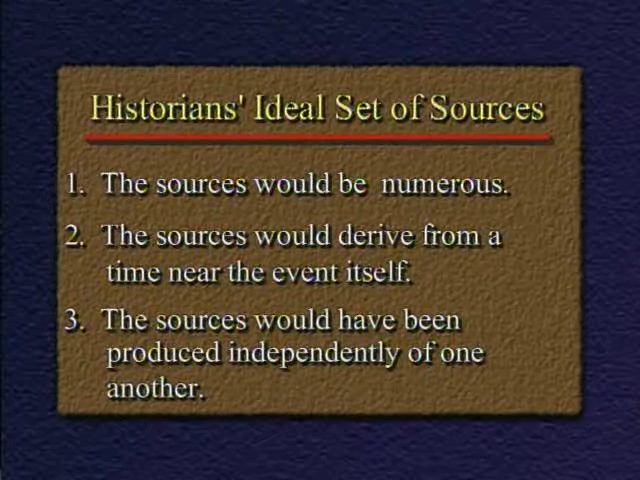 Historians' Ideal Set of Sources
1. The sources would be numerous.
2. The sources would derive from a
time near the event itself.
3. The sources would have been
produced independently of one
another.